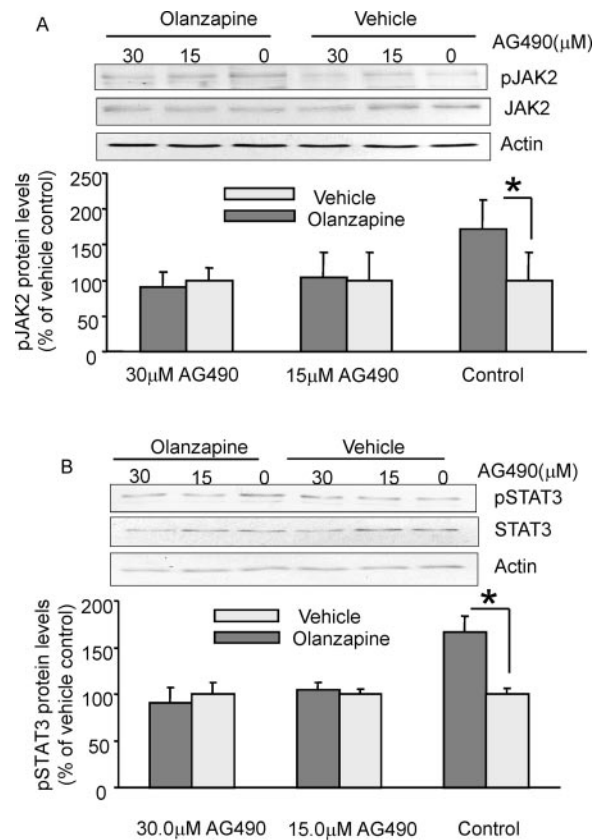 A
Olanzapine Vehicle
30 15 0 30 15 0 AG490(μM)
pJAK2
JAK2
Actin
pJAK2 protein levels
(% of vehicle control)
250
200
150
100
50
0
Vehicle
Olanzapine
*
30μM AG490 15μM AG490 Control
B
Olanzapine Vehicle
30 15 0 30 15 0 AG490(μM)
pSTAT3
STAT3
Actin
pSTAT3 protein levels
(% of vehicle control)
200
150
100
50
0
Vehicle
Olanzapine
*
30.0μM AG490 15.0μM AG490 Control